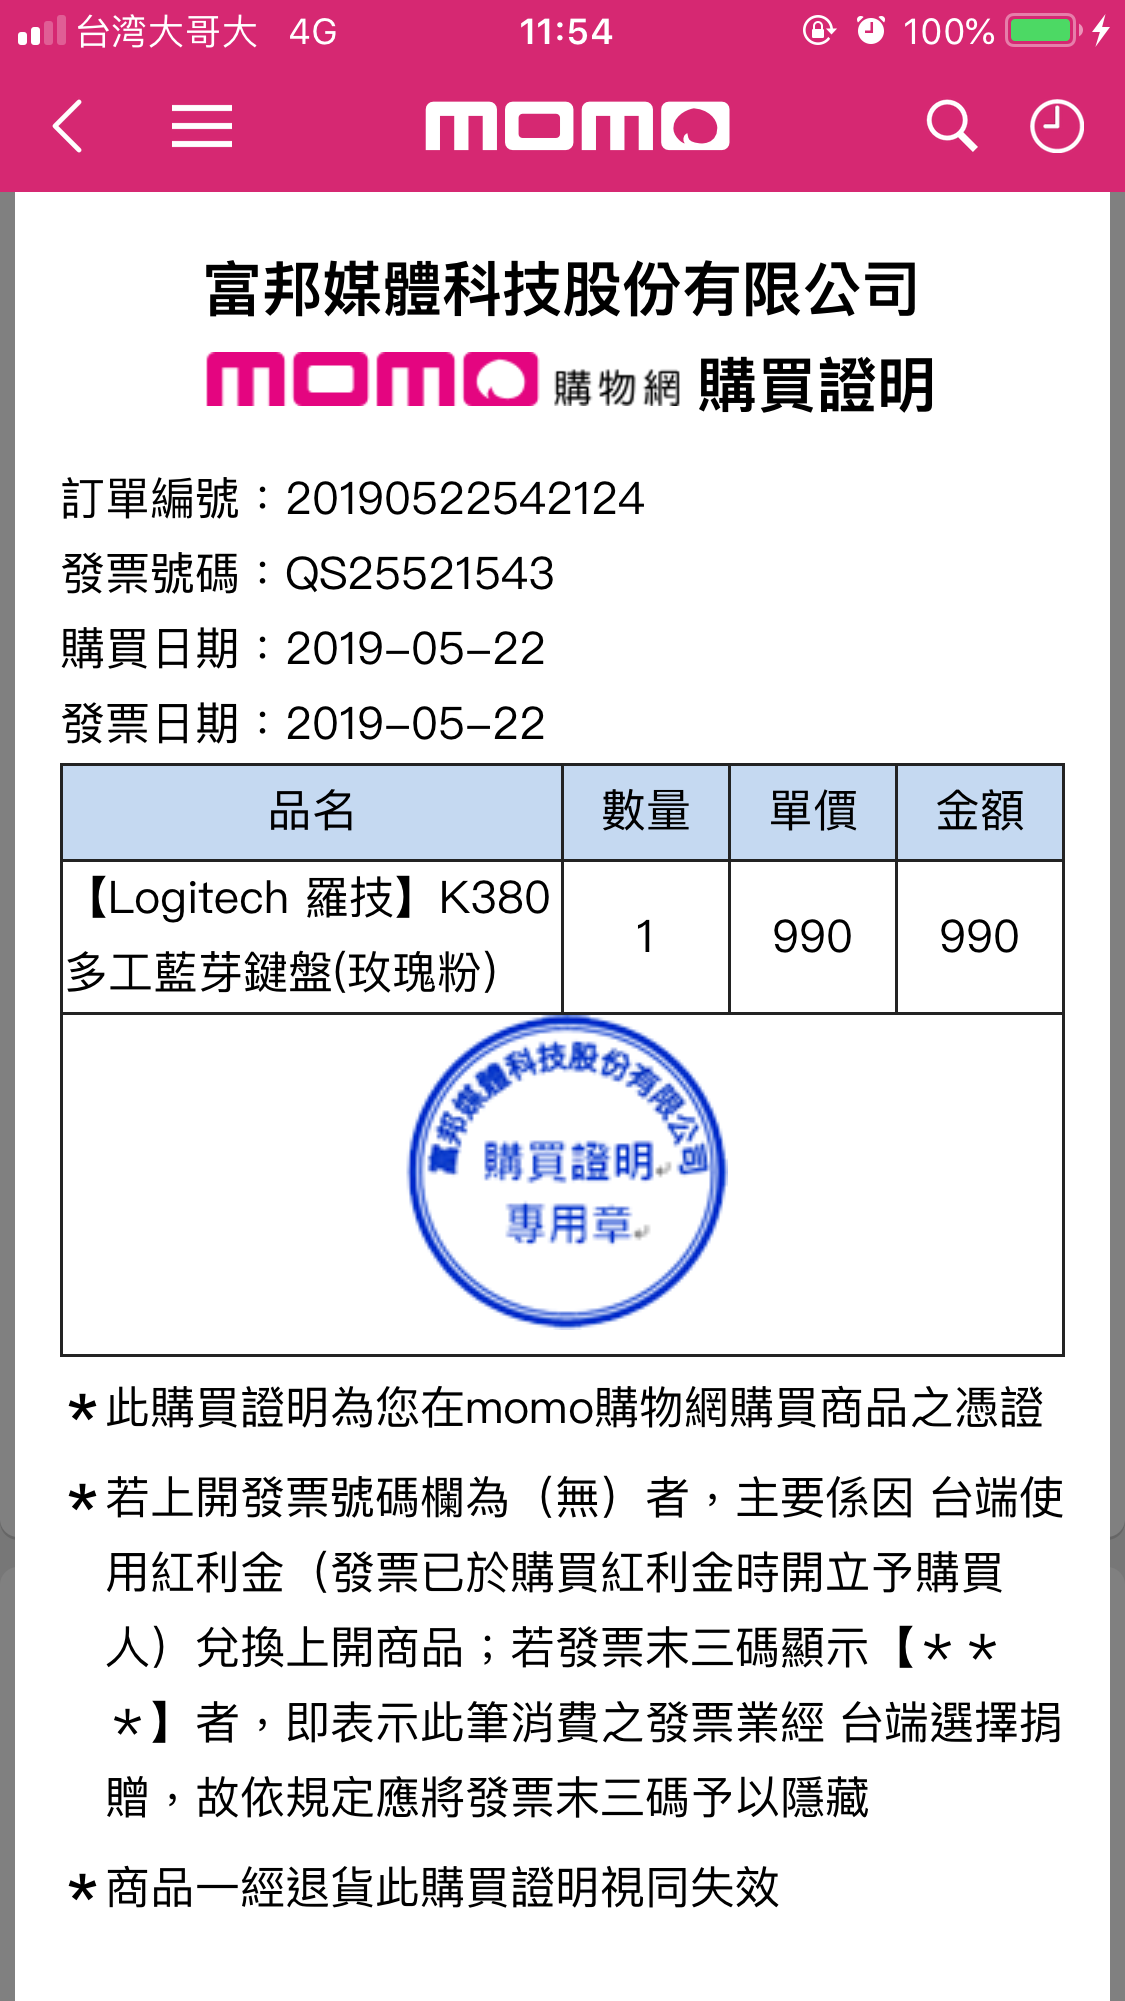 台湾大哥大 4G 11:54 100%
momo
富邦媒體科技股份有限公司
momo 購物網 購買證明
訂單編號：20190522542124
發票號碼：QS25521543
購買日期：2019-05-22
發票日期：2019-05-22
品名 數量 單價 金額
【Logitech 羅技】K380
多工藍芽鍵盤(玫瑰粉) 1 990 990
富邦媒體科技股份有限公司
購買證明
專用章
*此購買證明為您在momo購物網購買商品之憑證
*若上開發票號碼欄為（無）者，主要係因 台端使
用紅利金（發票已於購買紅利金時開立予購買
人）兌換上開商品；若發票末三碼顯示【＊＊
＊】者，即表示此筆消費之發票業經 台端選擇捐
贈，故依規定應將發票末三碼予以隱藏
*商品一經退貨此購買證明視同失效